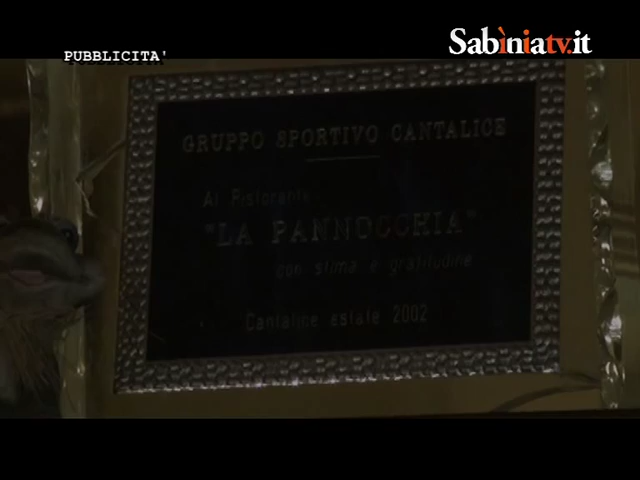 Sabìniatv.it
PUBBLICITA'
GRUPPO SPORTIVO CANTALICE
Al Ristorante
"LA PANNOCCHIA"
con stima e gratitudine
Cantalice estate 2002